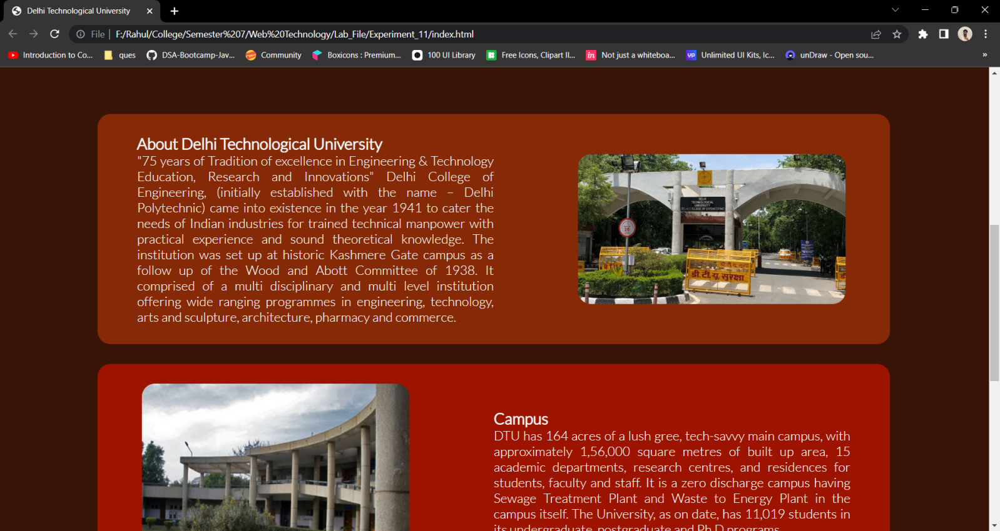 Delhi Technological University
File | F:/Rahul/College/Semester%207/Web%20Technology/Lab_File/Experiment_11/index.html
Introduction to Co...
ques
DSA-Bootcamp-Jav...
Community
Boxicons : Premium...
100 UI Library
Free Icons, Clipart Il...
in
Not just a whiteboa...
UP
Unlimited UI Kits, Ic...
unDraw - Open sou...
»
About Delhi Technological University
"75 years of Tradition of excellence in Engineering & Technology
Education, Research and Innovations" Delhi College of
Engineering, (initially established with the name – Delhi
Polytechnic) came into existence in the year 1941 to cater the
needs of Indian industries for trained technical manpower with
practical experience and sound theoretical knowledge. The
institution was set up at historic Kashmere Gate campus as a
follow up of the Wood and Abott Committee of 1938. It
comprised of a multi disciplinary and multi level institution
offering wide ranging programmes in engineering, technology,
arts and sculpture, architecture, pharmacy and commerce.
DELHI
TECHNOLOGICAL
UNIVERSITY
DELHI COLLEGE OF ENGINEERING
20
डी.टी.यू. सुरक्षा
Campus
DTU has 164 acres of a lush gree, tech-savvy main campus, with
approximately 1,56,000 square metres of built up area, 15
academic departments, research centres, and residences for
students, faculty and staff. It is a zero discharge campus having
Sewage Treatment Plant and Waste to Energy Plant in the
campus itself. The University, as on date, has 11,019 students in
its undergraduate, postgraduate and Ph.D programs